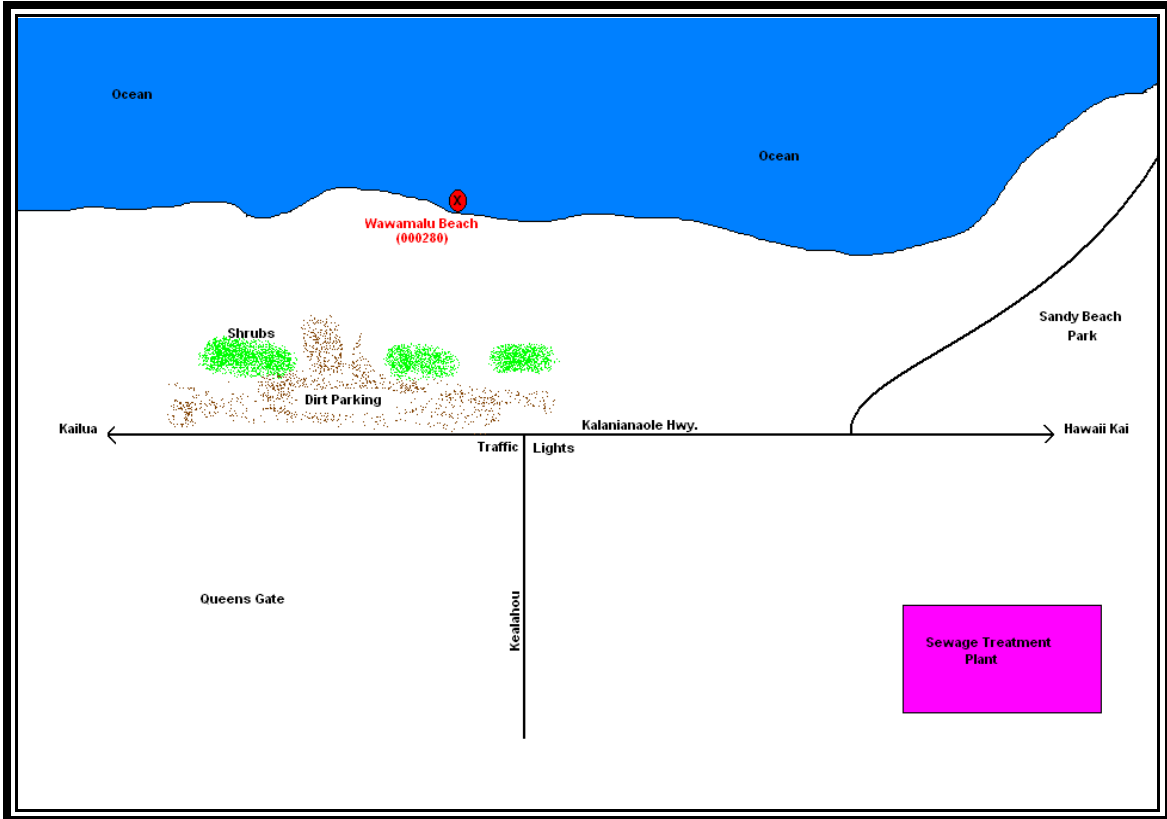 Ocean
Ocean
X
Wawamalu Beach
(000280)
Sandy Beach
Park
Shrubs
Dirt Parking
Kailua
Kalanianaole Hwy.
Hawaii Kai
Traffic Lights
Queens Gate
Kealahou
Sewage Treatment
Plant